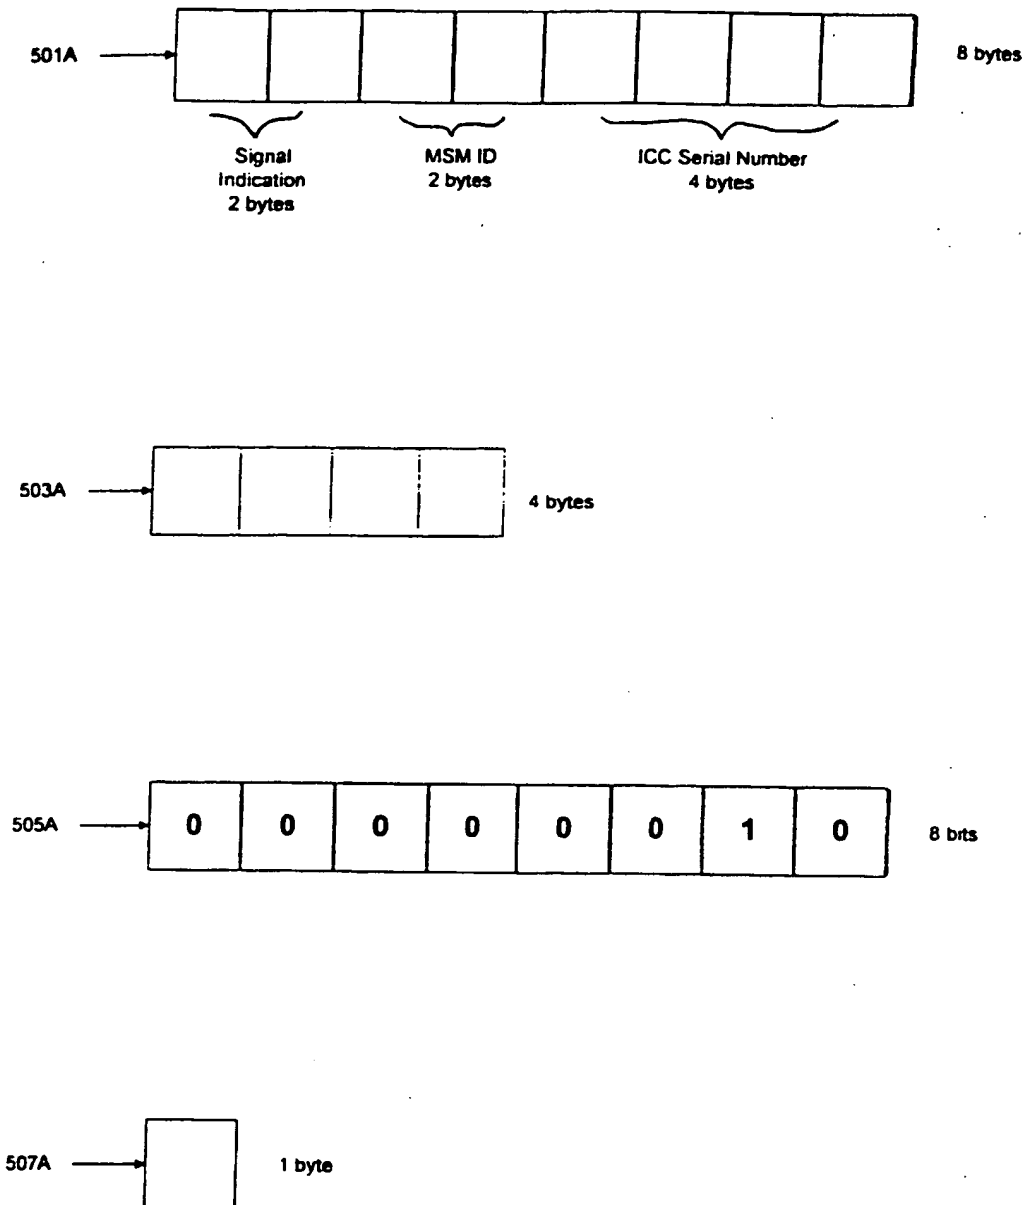 501A
8 bytes
Signal
Indication
2 bytes
MSM ID
2 bytes
ICC Serial Number
4 bytes
503A
4 bytes
505A
0 0 0 0 0 0 1 0
8 bits
507A
1 byte